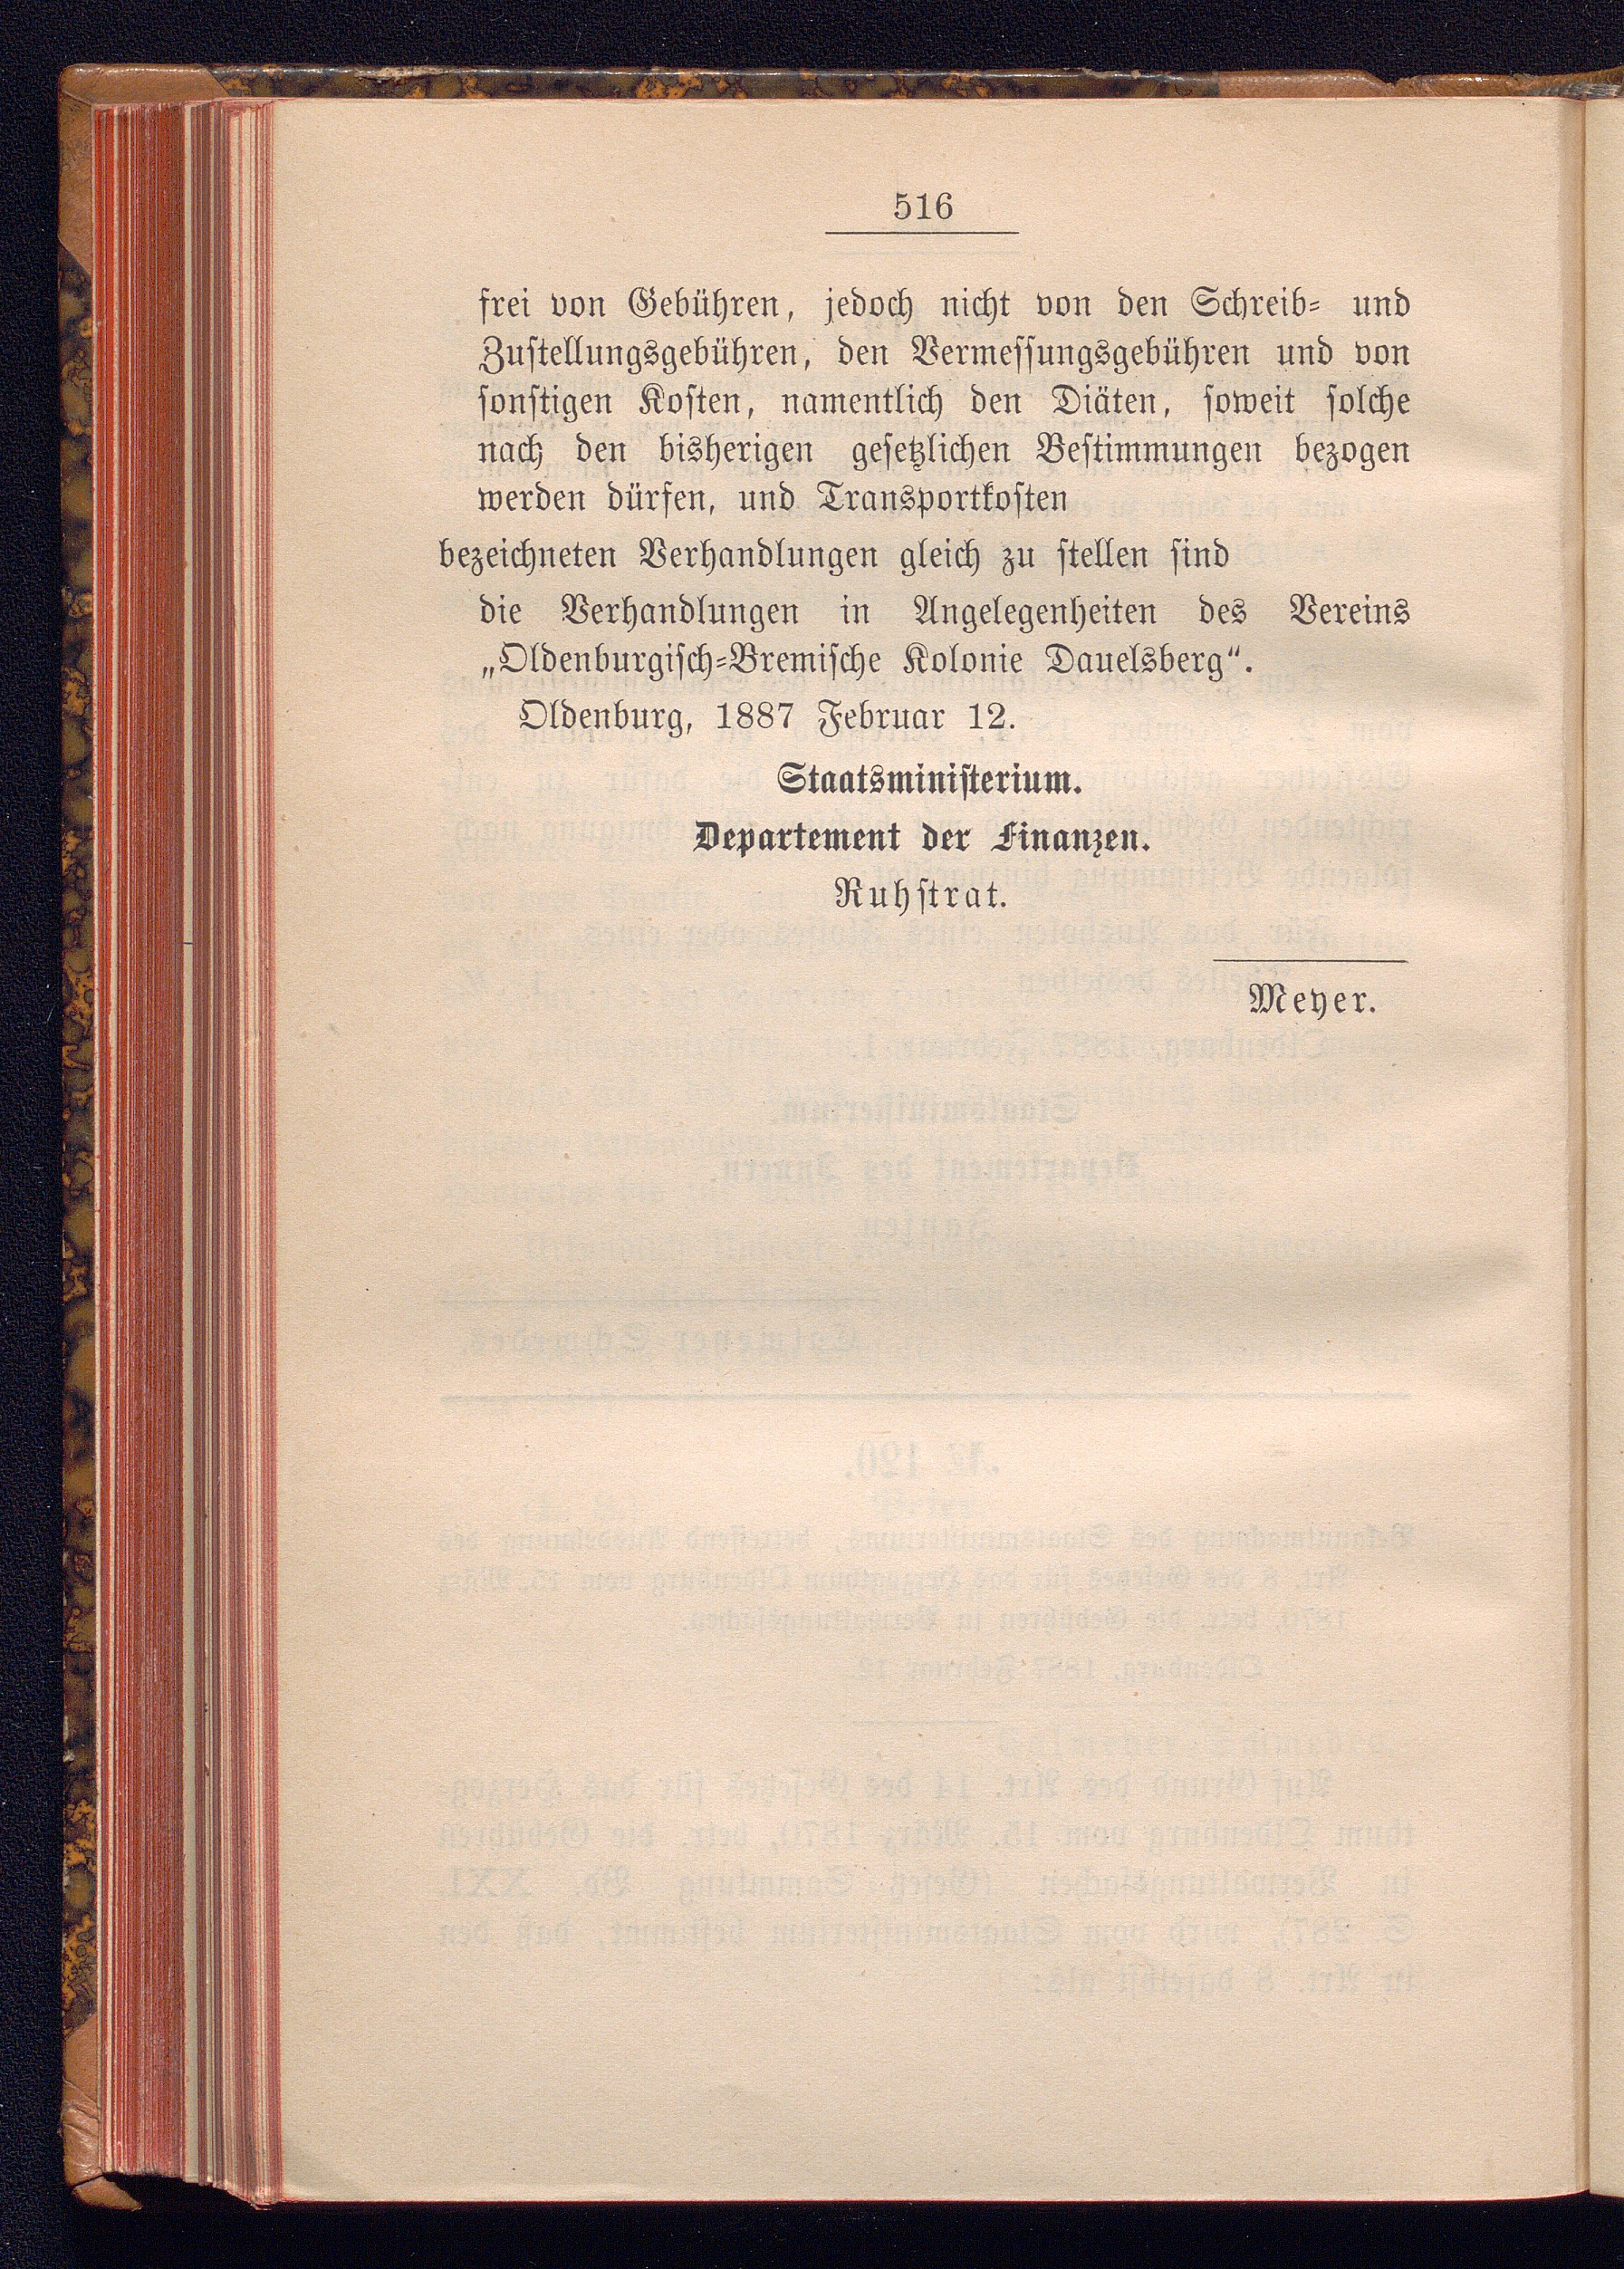 516
frei von Gebühren, jedoch nicht von den Schreib- und
Zustellungsgebühren, den Vermessungsgebühren und von
sonstigen Kosten, namentlich den Diäten, soweit solche
nach den bisherigen gesetzlichen Bestimmungen bezogen
werden dürfen, und Transportkosten
bezeichneten Verhandlungen gleich zu stellen sind
die Verhandlungen in Angelegenheiten des Vereins
„Oldenburgisch-Bremische Kolonie Dauelsberg“.
Oldenburg, 1887 Februar 12.
Staatsministerium.
Departement der Finanzen.
Ruhstrat.
Meyer.